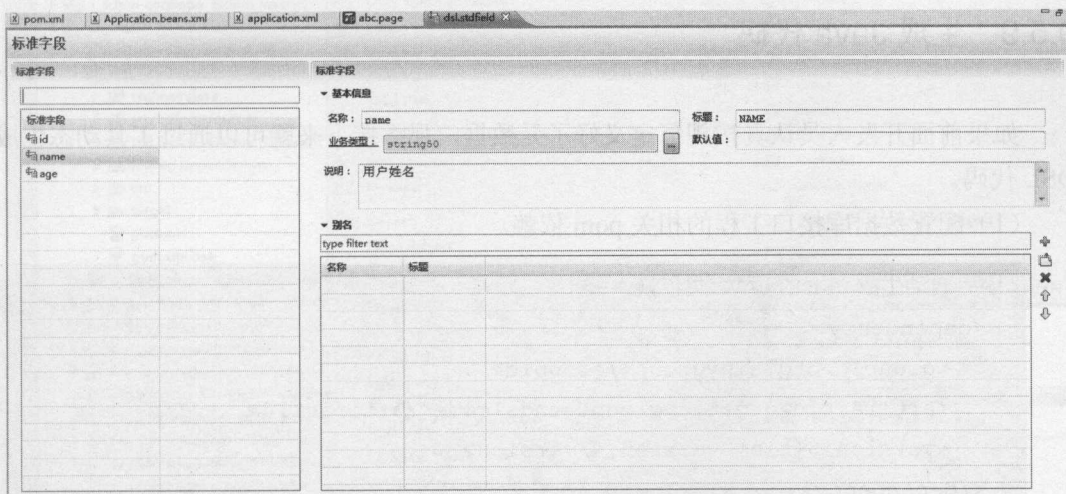 pom.xml
Application.beans.xml
application.xml
abc.page
dsl.stdfield
标准字段
标准字段
标准字段
id
name
age
标准字段
基本信息
名称： name
标题： NAME
业务类型： string50 ...
默认值：
说明： 用户姓名
别名
type filter text
名称 标题